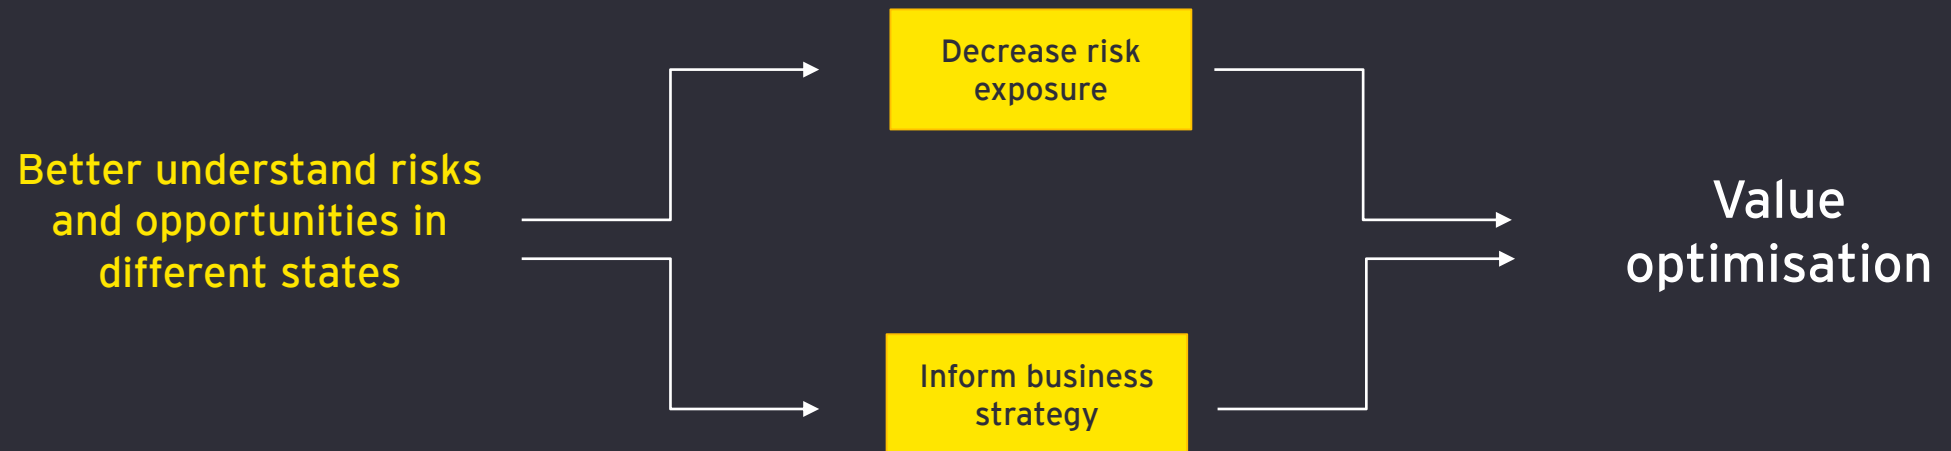 Better understand risks
and opportunities in
different states
Decrease risk
exposure
Inform business
strategy
Value
optimisation